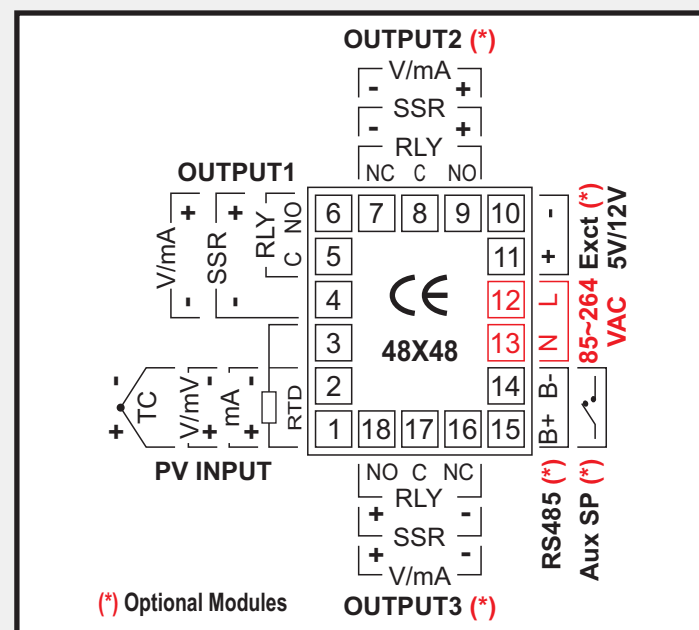 OUTPUT2 (*)
- V/mA +
- SSR +
RLY
NC C NO
OUTPUT1
V/mA + -
SSR + -
RLY C NO
6 7 8 9 10
5 11
4 12
3 13
2 14
1 18 17 16 15
CE
48X48
- + Exct (*)
5V/12V
L N 85~264
VAC
B+ B-
RS485 (*)
Aux SP (*)
- + TC
- + V/mV
- + mA
RTD
PV INPUT
NO C NC
RLY
+ SSR -
+ V/mA -
OUTPUT3 (*)
(*) Optional Modules